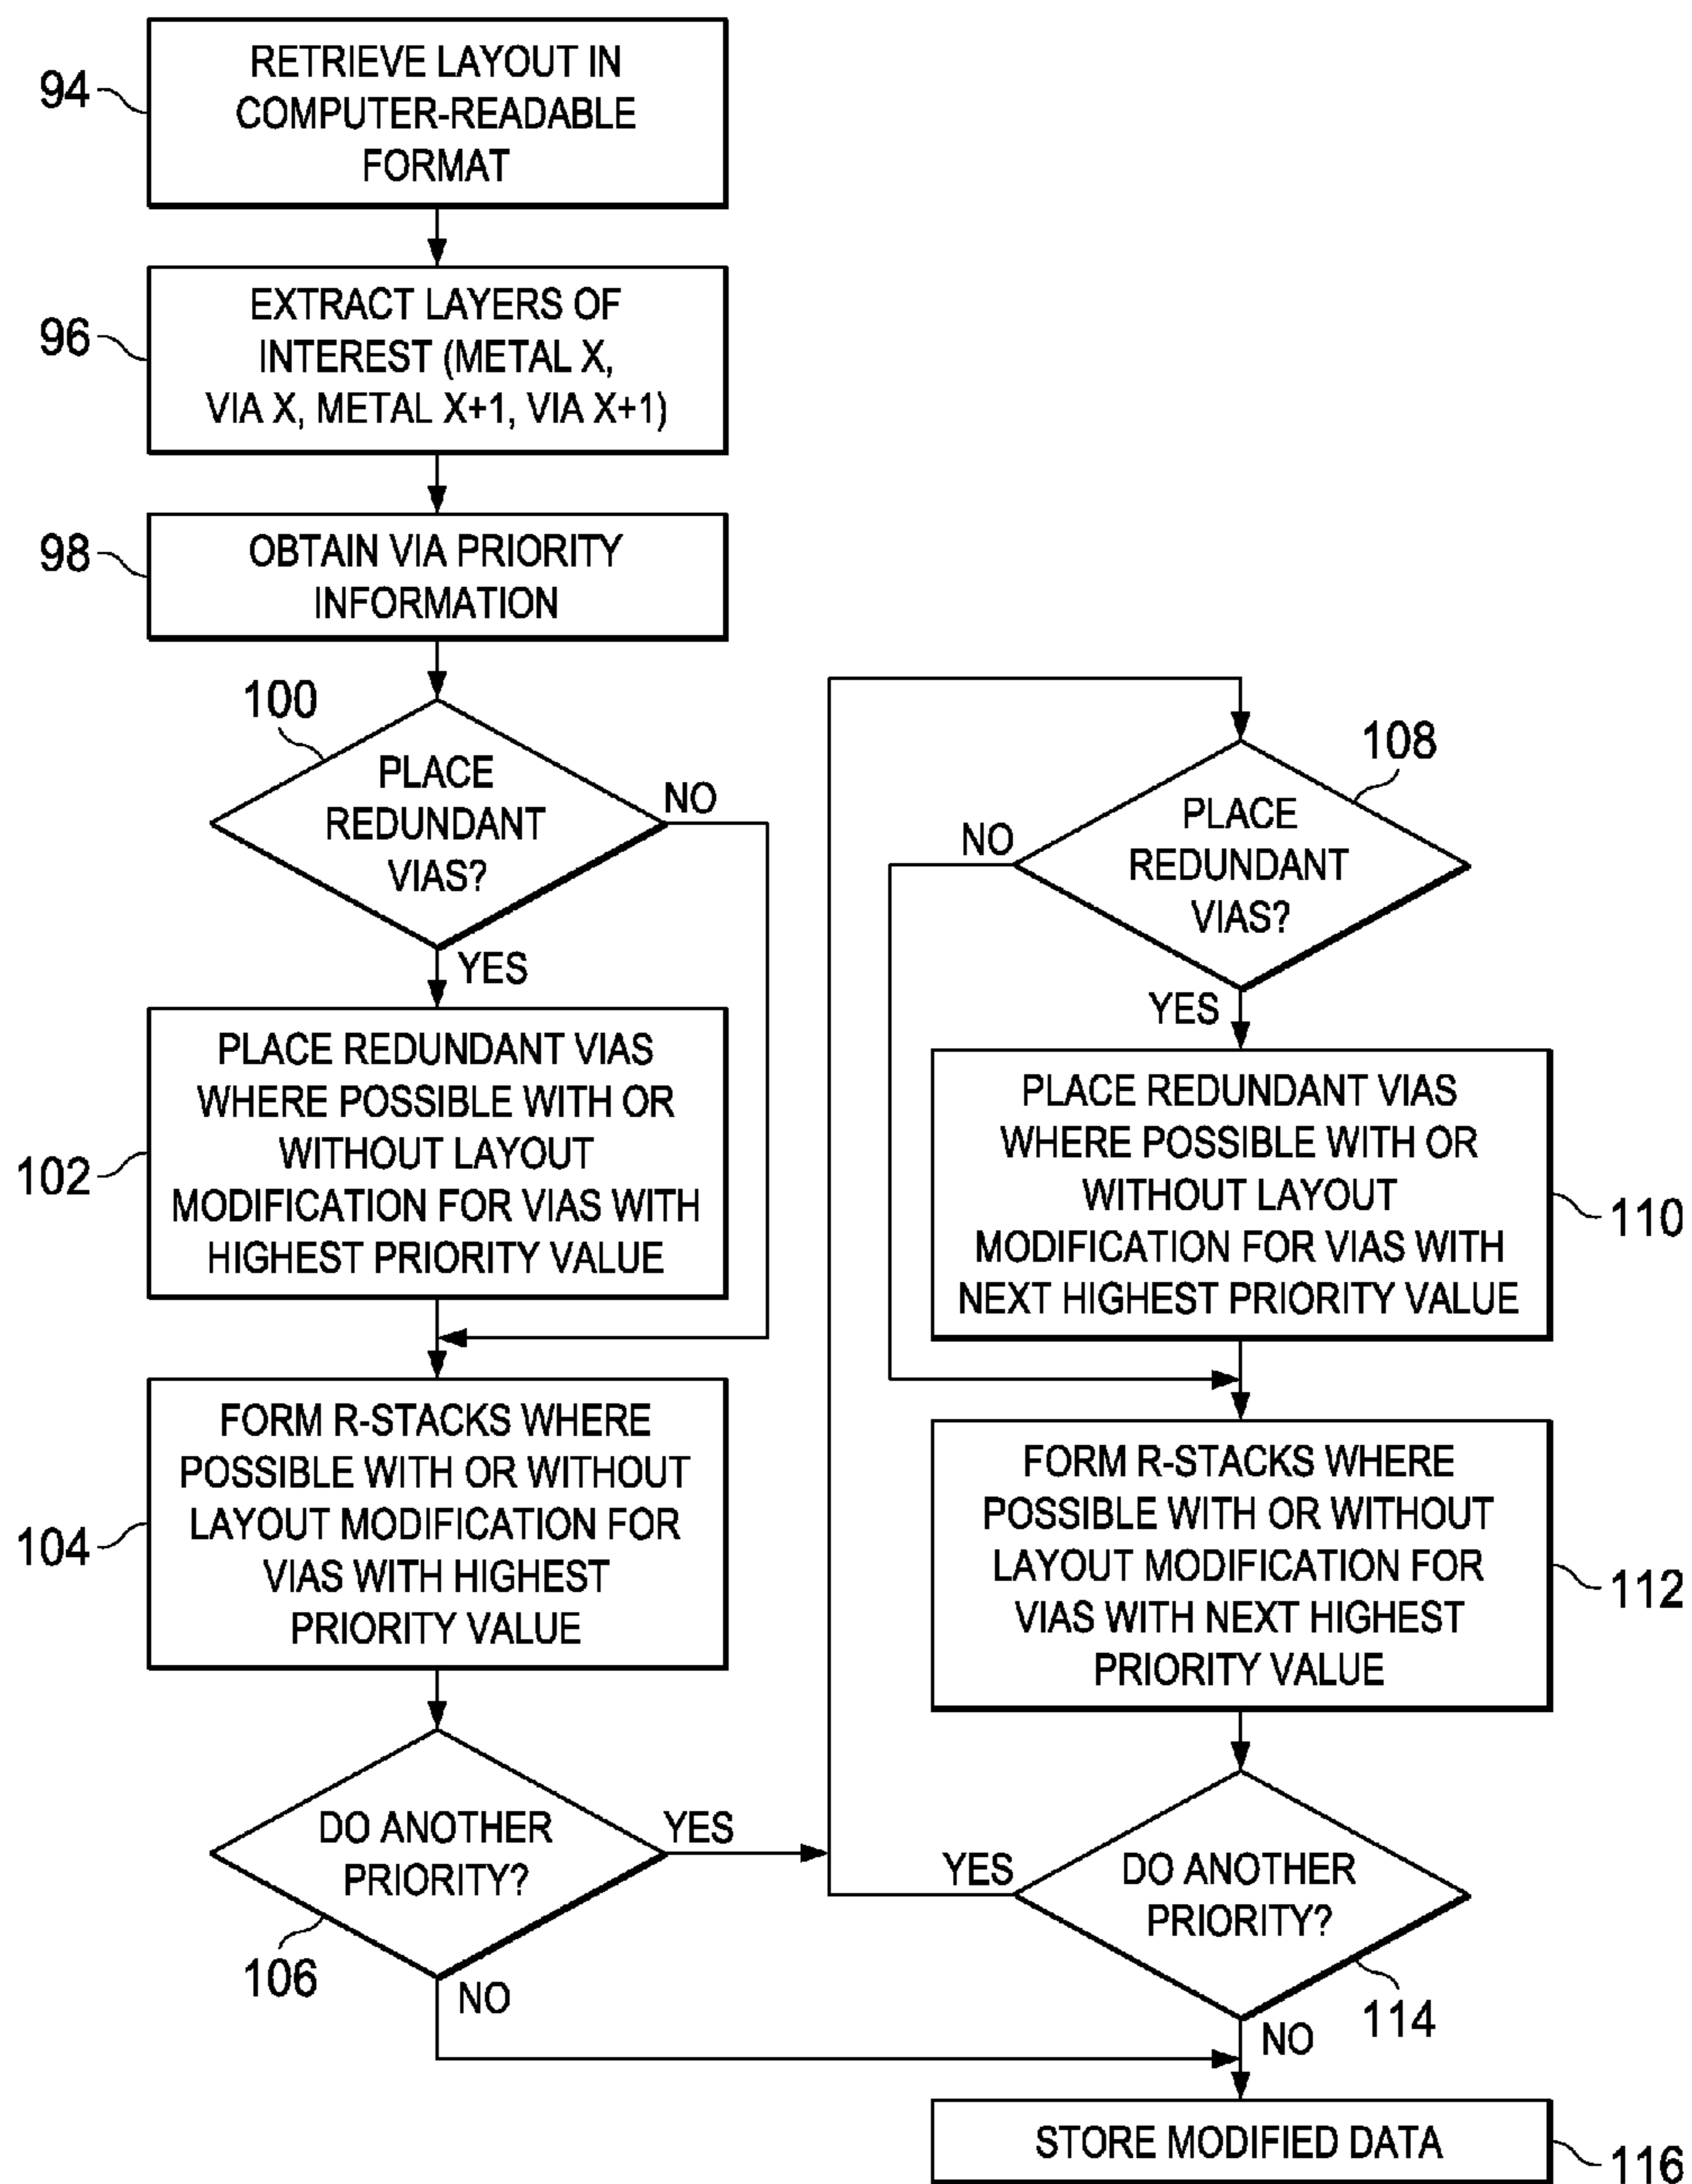 94
RETRIEVE LAYOUT IN
COMPUTER-READABLE
FORMAT
96
EXTRACT LAYERS OF
INTEREST (METAL X,
VIA X, METAL X+1, VIA X+1)
98
OBTAIN VIA PRIORITY
INFORMATION
100
PLACE
REDUNDANT
VIAS?
NO
YES
102
PLACE REDUNDANT VIAS
WHERE POSSIBLE WITH OR
WITHOUT LAYOUT
MODIFICATION FOR VIAS WITH
HIGHEST PRIORITY VALUE
104
FORM R-STACKS WHERE
POSSIBLE WITH OR WITHOUT
LAYOUT MODIFICATION FOR
VIAS WITH HIGHEST
PRIORITY VALUE
DO ANOTHER
PRIORITY?
YES
106
NO
108
PLACE
REDUNDANT
VIAS?
NO
YES
PLACE REDUNDANT VIAS
WHERE POSSIBLE WITH OR
WITHOUT LAYOUT
MODIFICATION FOR VIAS WITH
NEXT HIGHEST PRIORITY VALUE
110
FORM R-STACKS WHERE
POSSIBLE WITH OR WITHOUT
LAYOUT MODIFICATION FOR
VIAS WITH NEXT HIGHEST
PRIORITY VALUE
112
YES
DO ANOTHER
PRIORITY?
114
NO
STORE MODIFIED DATA
116